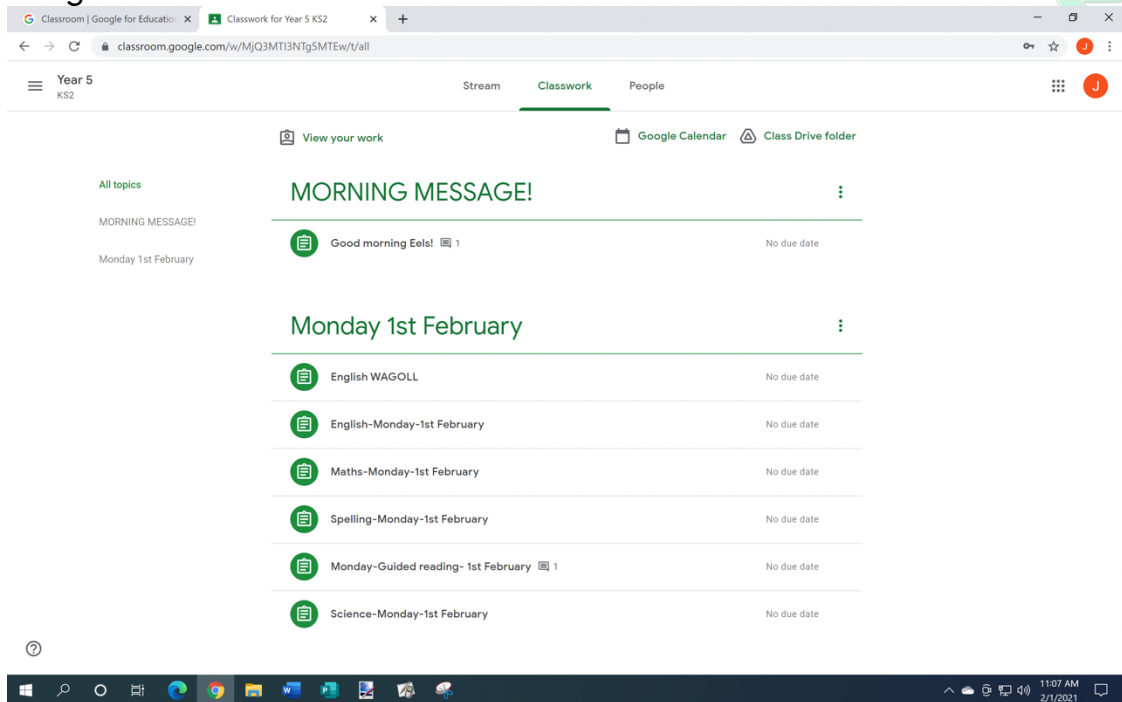 Classroom | Google for Education
Classwork for Year 5 KS2
classroom.google.com/w/MjQ3MTI3NTg5MTEw/t/all
J
Year 5
KS2
Stream Classwork People
J
View your work
Google Calendar Class Drive folder
All topics
MORNING MESSAGE!
Monday 1st February
MORNING MESSAGE!
Good morning Eels! 1 No due date
Monday 1st February
English WAGOLL No due date
English-Monday-1st February No due date
Maths-Monday-1st February No due date
Spelling-Monday-1st February No due date
Monday-Guided reading- 1st February 1 No due date
Science-Monday-1st February No due date
11:07 AM
2/1/2021